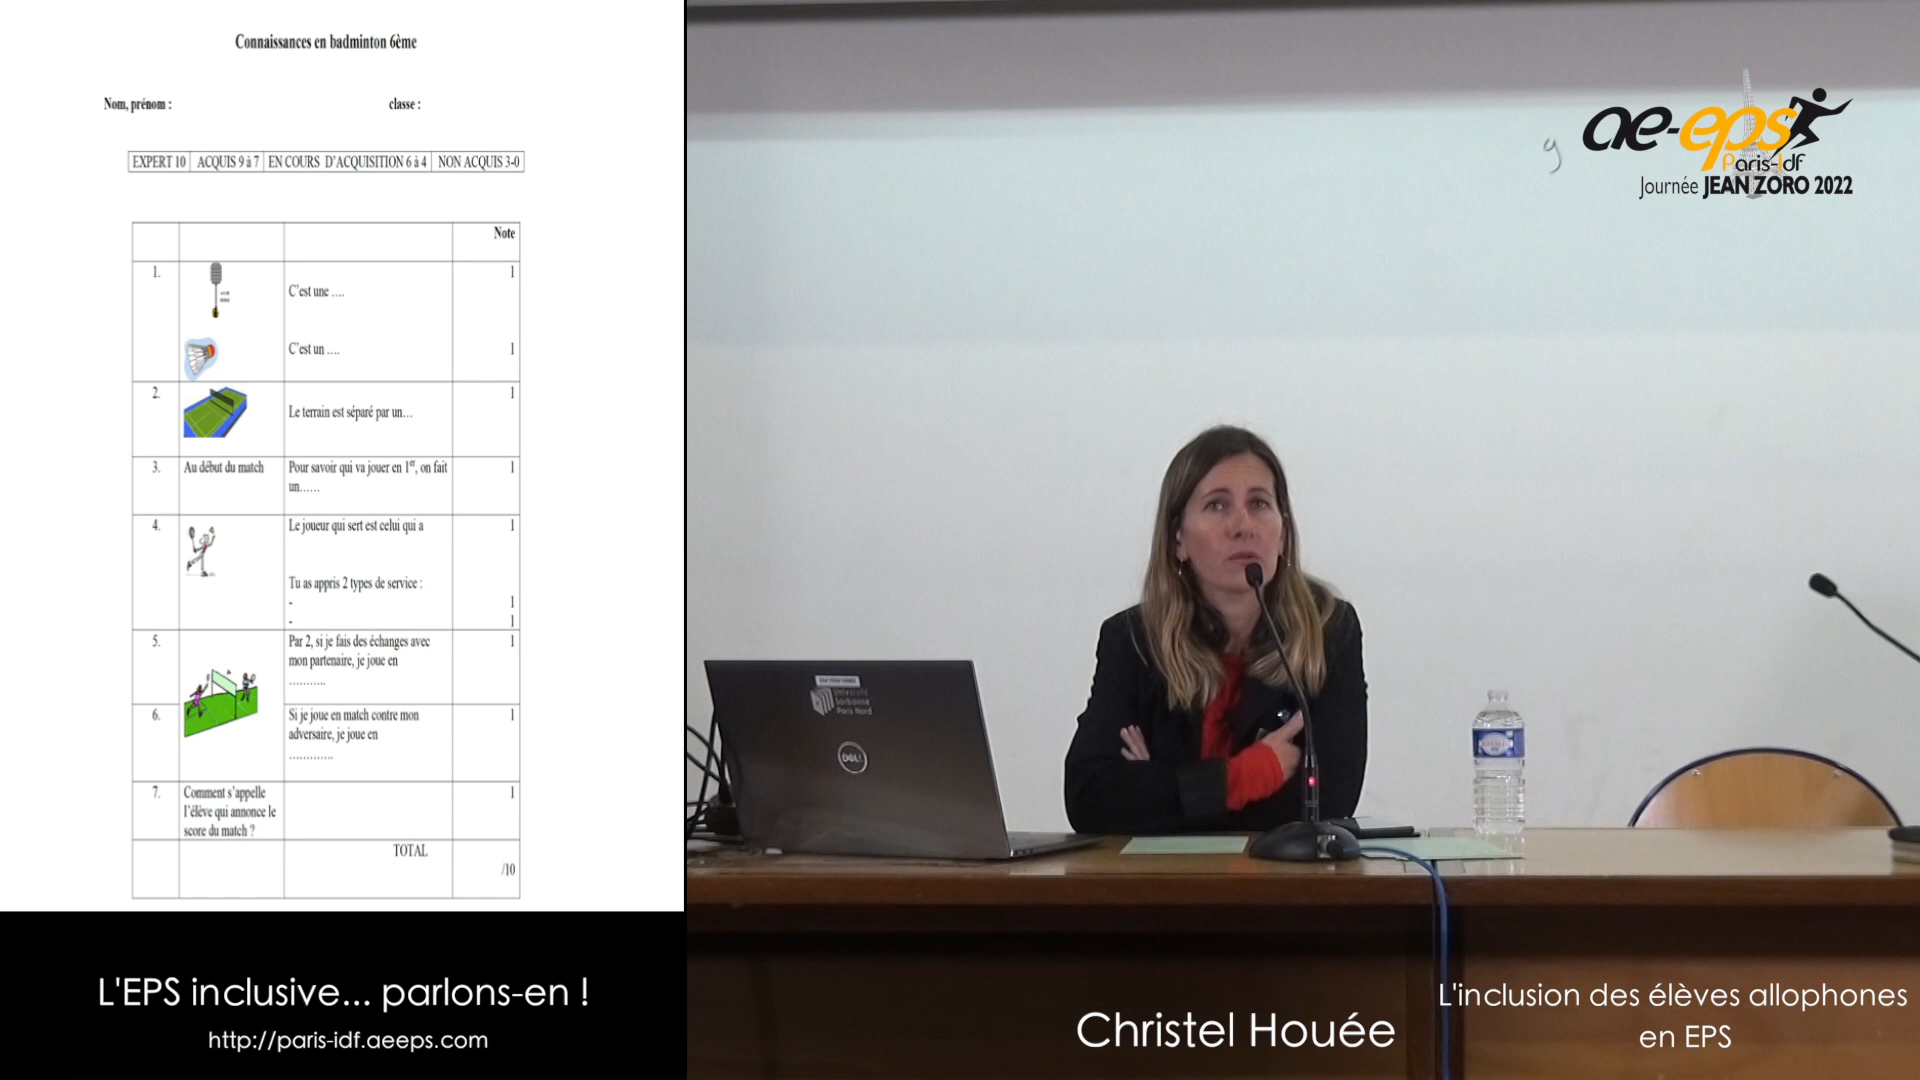 Connaissances en badminton 6ème
Nom, prénom :
classe :
EXPERT 10
ACQUIS 9 à 7
EN COURS D'ACQUISITION 6 à 4
NON ACQUIS 3-0
Note
1.
C'est une ....
1
C'est un ....
1
2.
Le terrain est séparé par un...
1
3.
Au début du match
Pour savoir qui va jouer en 1er, on fait
un......
1
4.
Le joueur qui sert est celui qui a
1
Tu as appris 2 types de service :
-
1
-
1
5.
Par 2, si je fais des échanges avec
mon partenaire, je joue en
...........
1
6.
Si je joue en match contre mon
adversaire, je joue en
.............
1
7.
Comment s'appelle
l'élève qui annonce le
score du match ?
1
TOTAL
/10
L'EPS inclusive... parlons-en !
http://paris-idf.aeeps.com
ae-eps
Paris-Idf
Journée JEAN ZORO 2022
Université
Sorbonne
Paris Nord
DELL
Christel Houée
L'inclusion des élèves allophones
en EPS